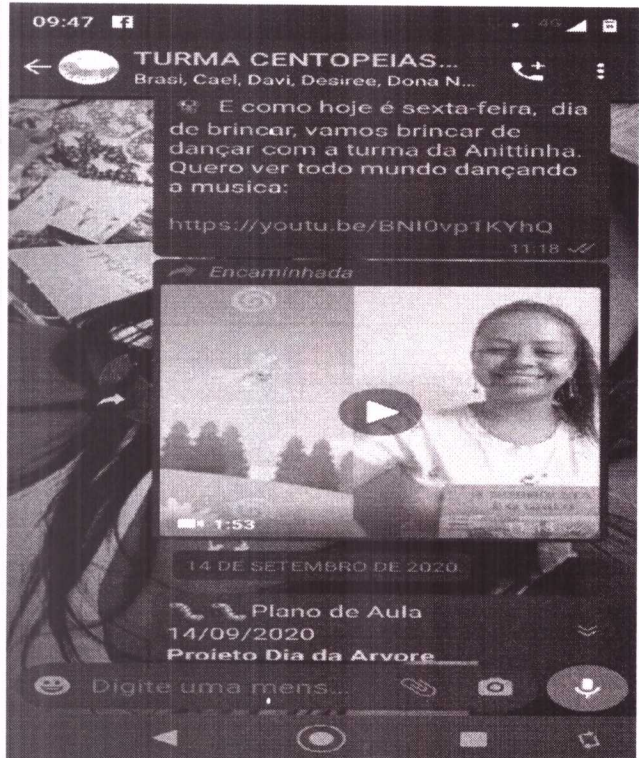 09:47
4G
TURMA CENTOPEIAS...
Brasi, Cael, Davi, Desiree, Dona N...
E como hoje é sexta-feira, dia
de brincar, vamos brincar de
dançar com a turma da Anittinha.
Quero ver todo mundo dançando
a musica:
https://youtu.be/BNI0vp1KYhQ
11:18
Encaminhada
1:53
14 DE SETEMBRO DE 2020
Plano de Aula
14/09/2020
Projeto Dia da Arvore
Digite uma mens...